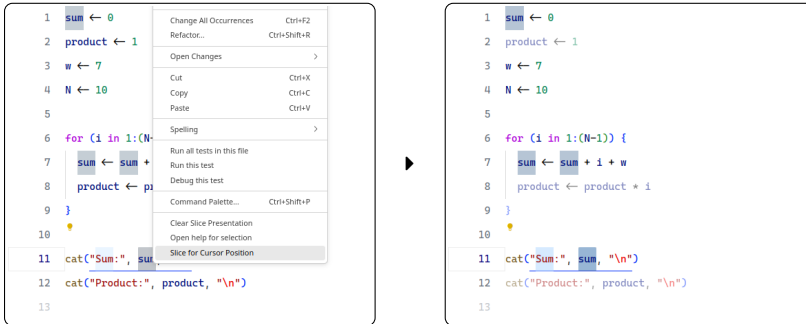 1 sum ← 0
2 product ← 1
3 w ← 7
4 N ← 10
5
6 for (i in 1:(N-
7 sum ← sum +
8 product ← pr
9 }
10
11 cat("Sum:", sum,
12 cat("Product:", product, "\n")
13
Change All Occurrences Ctrl+F2
Refactor... Ctrl+Shift+R
Open Changes >
Cut Ctrl+X
Copy Ctrl+C
Paste Ctrl+V
Spelling >
Run all tests in this file
Run this test
Debug this test
Command Palette... Ctrl+Shift+P
Clear Slice Presentation
Open help for selection
Slice for Cursor Position
1 sum ← 0
2 product ← 1
3 w ← 7
4 N ← 10
5
6 for (i in 1:(N-1)) {
7 sum ← sum + i + w
8 product ← product * i
9 }
10
11 cat("Sum:", sum, "\n")
12 cat("Product:", product, "\n")
13